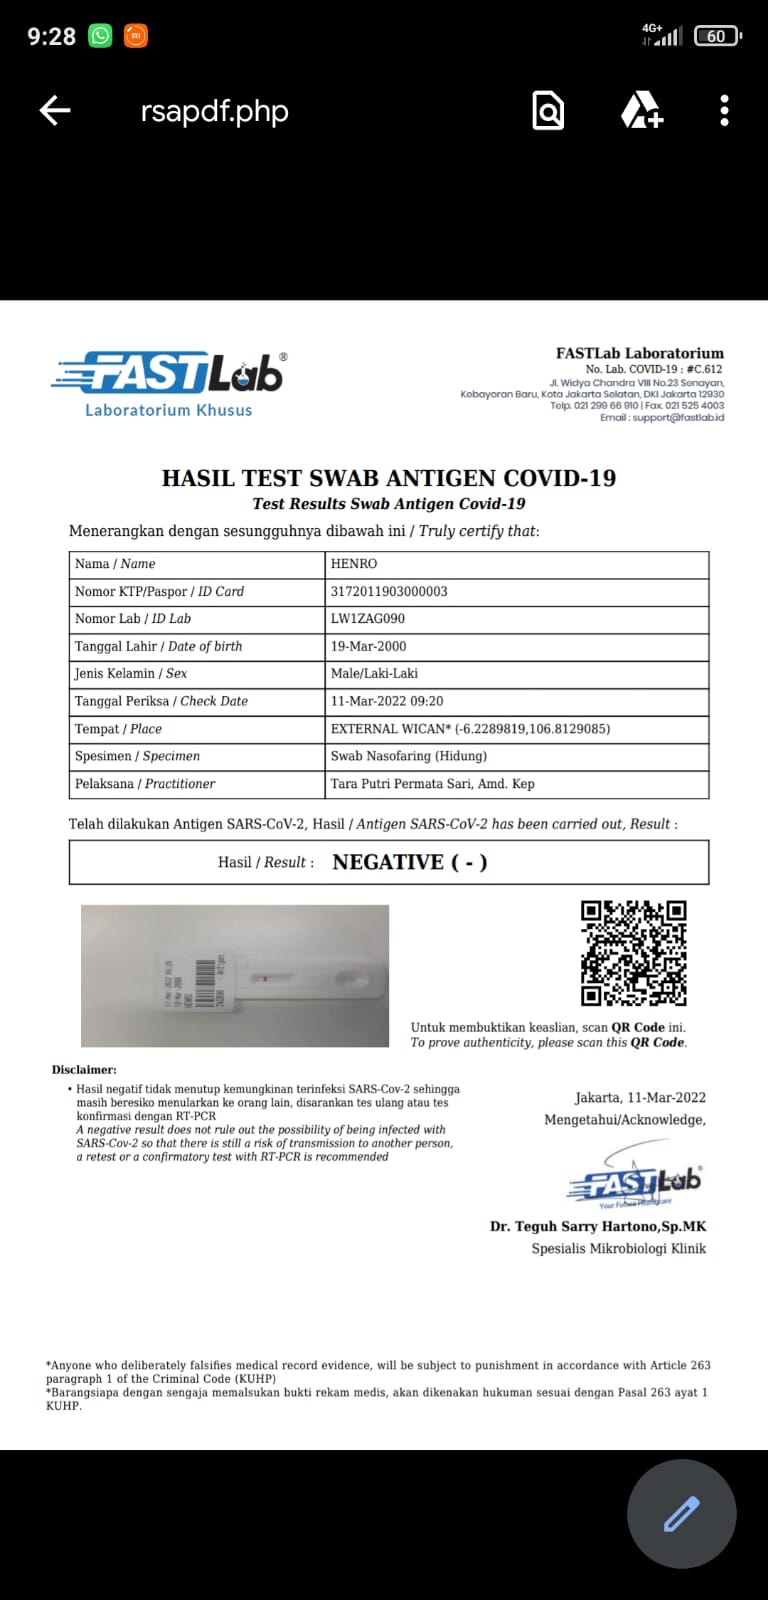 9:28
4G+
60
rsapdf.php
FASTLab®
Laboratorium Khusus
FASTLab Laboratorium
No. Lab. COVID-19 : #C.612
Jl. Widya Chandra VIII No.23 Senayan,
Kebayoran Baru, Kota Jakarta Selatan, DKI Jakarta 12930
Telp. 021 299 66 910 | Fax. 021 525 4003
Email : support@fastlab.id
HASIL TEST SWAB ANTIGEN COVID-19
Test Results Swab Antigen Covid-19
Menerangkan dengan sesungguhnya dibawah ini / Truly certify that:
Nama / Name HENRO
Nomor KTP/Paspor / ID Card 3172011903000003
Nomor Lab / ID Lab LW1ZAG090
Tanggal Lahir / Date of birth 19-Mar-2000
Jenis Kelamin / Sex Male/Laki-Laki
Tanggal Periksa / Check Date 11-Mar-2022 09:20
Tempat / Place EXTERNAL WICAN* (-6.2289819,106.8129085)
Spesimen / Specimen Swab Nasofaring (Hidung)
Pelaksana / Practitioner Tara Putri Permata Sari, Amd. Kep
Telah dilakukan Antigen SARS-CoV-2, Hasil / Antigen SARS-CoV-2 has been carried out, Result :
Hasil / Result : NEGATIVE ( - )
HENRO
Antigen
Untuk membuktikan keaslian, scan QR Code ini.
To prove authenticity, please scan this QR Code.
Disclaimer:
• Hasil negatif tidak menutup kemungkinan terinfeksi SARS-Cov-2 sehingga
masih beresiko menularkan ke orang lain, disarankan tes ulang atau tes
konfirmasi dengan RT-PCR
A negative result does not rule out the possibility of being infected with
SARS-Cov-2 so that there is still a risk of transmission to another person,
a retest or a confirmatory test with RT-PCR is recommended
Jakarta, 11-Mar-2022
Mengetahui/Acknowledge,
FASTLab®
Your Future Healthcare
Dr. Teguh Sarry Hartono,Sp.MK
Spesialis Mikrobiologi Klinik
*Anyone who deliberately falsifies medical record evidence, will be subject to punishment in accordance with Article 263
paragraph 1 of the Criminal Code (KUHP)
*Barangsiapa dengan sengaja memalsukan bukti rekam medis, akan dikenakan hukuman sesuai dengan Pasal 263 ayat 1
KUHP.